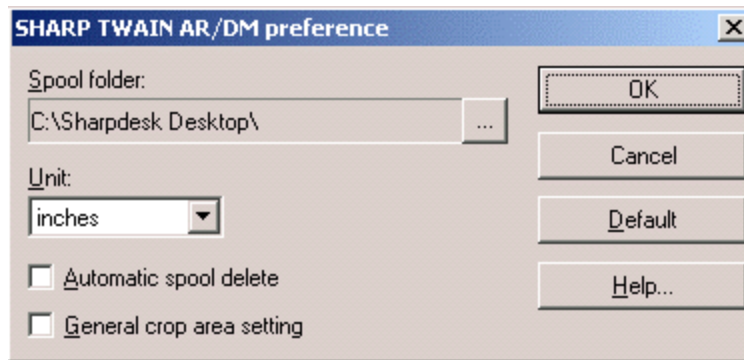 SHARP TWAIN AR/DM preference
Spool folder:
C:\Sharpdesk Desktop\
...
Unit:
inches
Automatic spool delete
General crop area setting
OK
Cancel
Default
Help...